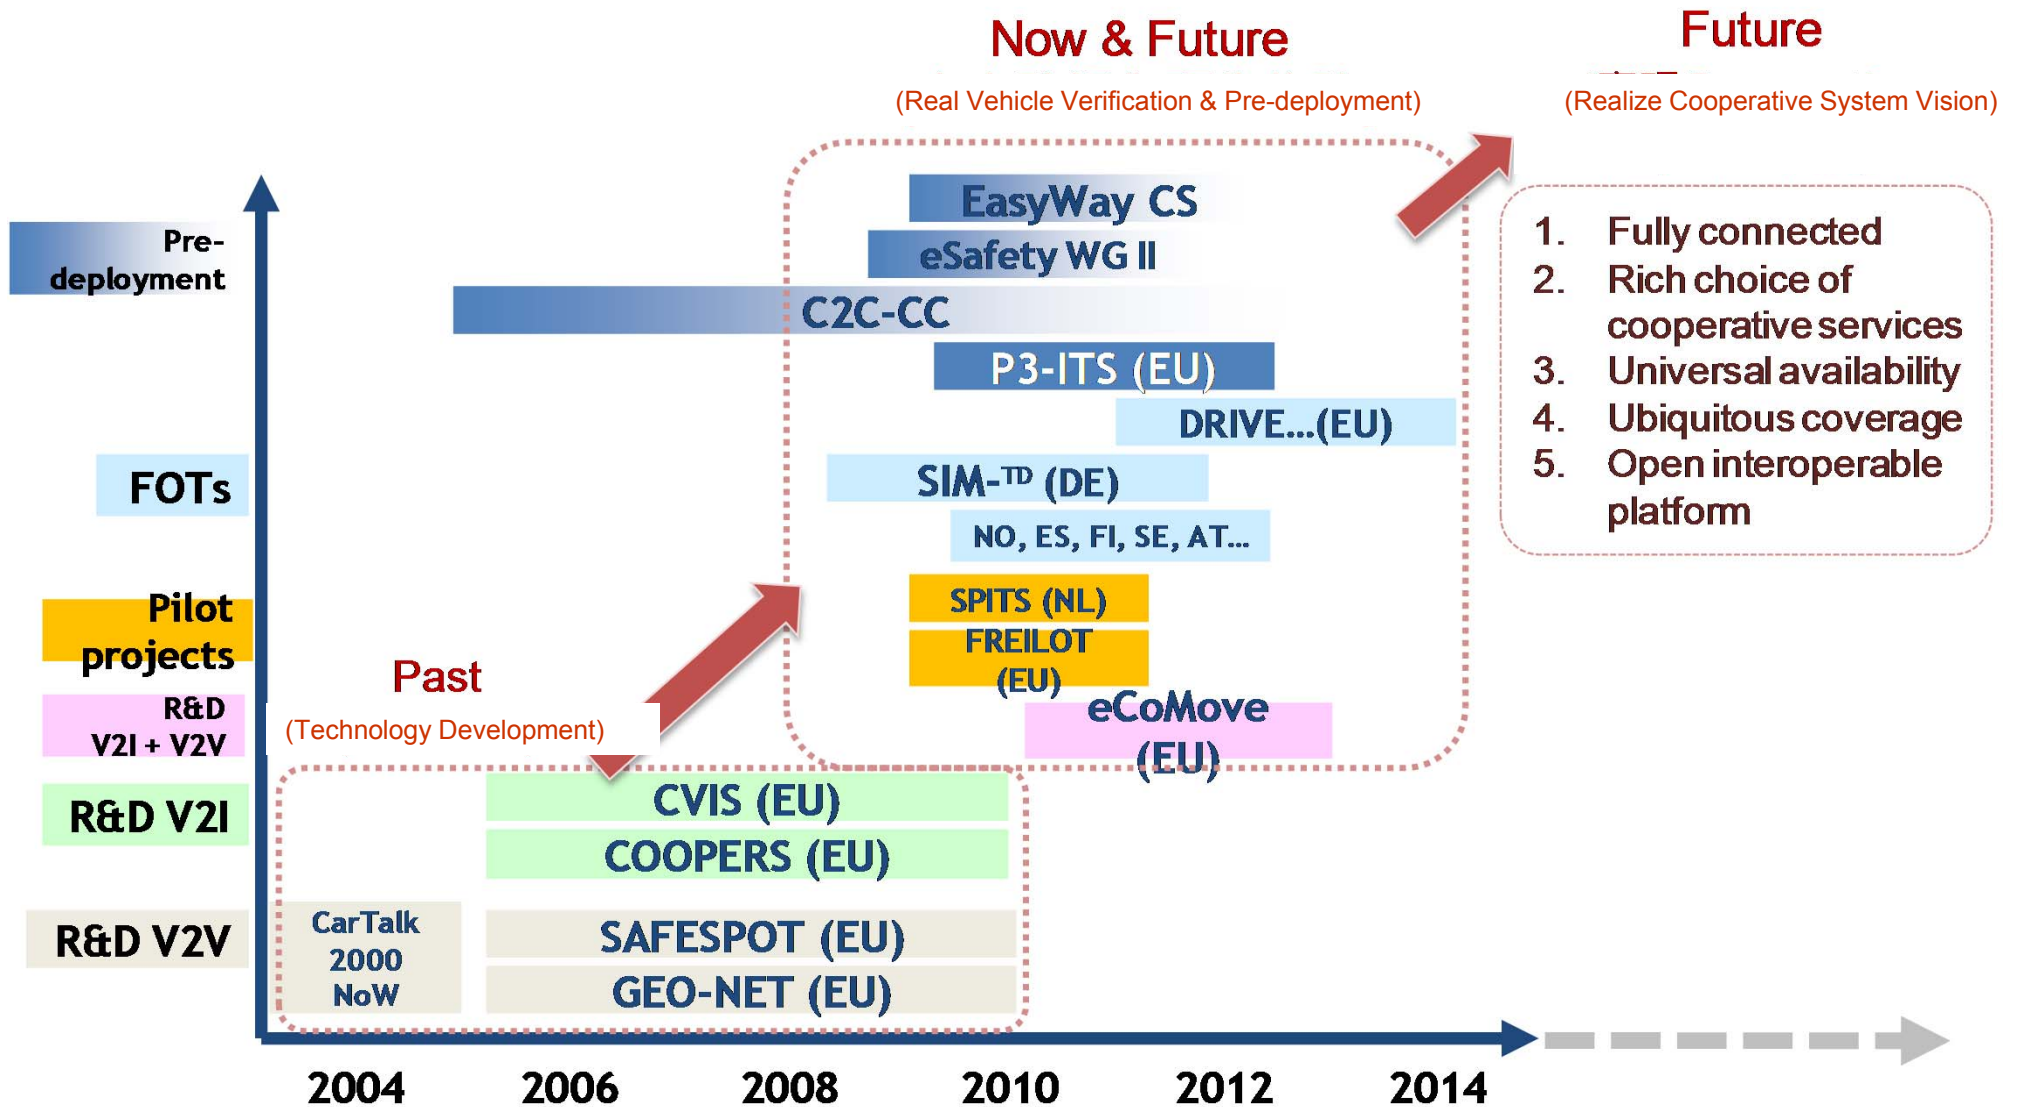 Now & Future
(Real Vehicle Verification & Pre-deployment)
Future
(Realize Cooperative System Vision)
EasyWay CS
eSafety WG II
C2C-CC
P3-ITS (EU)
DRIVE...(EU)
SIM-TD (DE)
NO, ES, FI, SE, AT...
SPITS (NL)
FREILOT
(EU)
eCoMove
(EU)
1. Fully connected
2. Rich choice of
cooperative services
3. Universal availability
4. Ubiquitous coverage
5. Open interoperable
platform
Pre-
deployment
FOTs
Pilot
projects
R&D
V2I + V2V
R&D V2I
R&D V2V
Past
(Technology Development)
CVIS (EU)
COOPERS (EU)
CarTalk
2000
NoW
SAFESPOT (EU)
GEO-NET (EU)
2004 2006 2008 2010 2012 2014